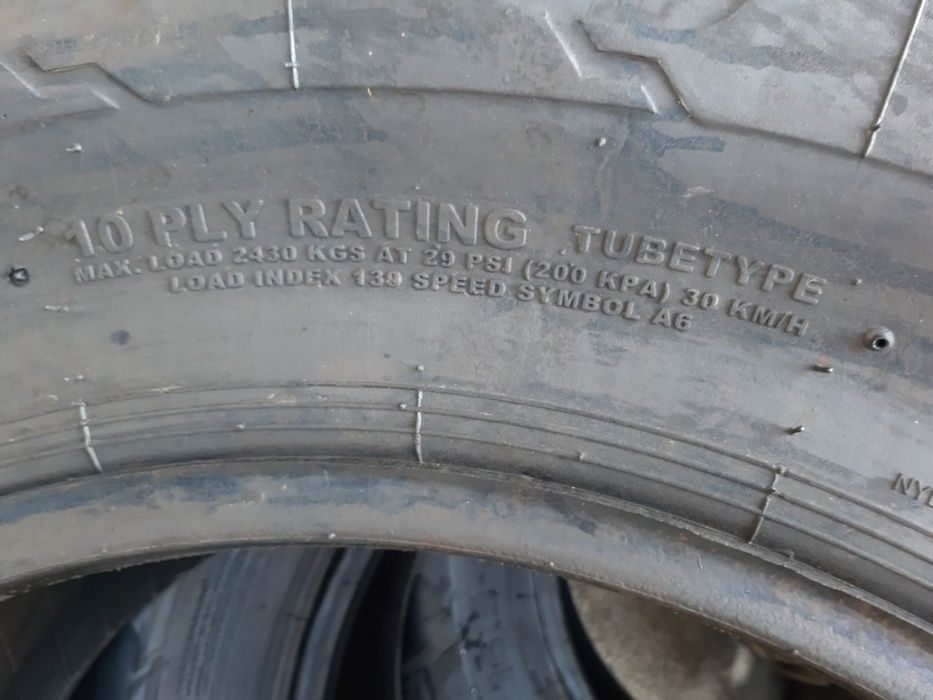 10 PLY RATING TUBETYPE
MAX. LOAD 2430 KGS AT 29 PSI (200 KPA) 30 KM/H
LOAD INDEX 139 SPEED SYMBOL A6